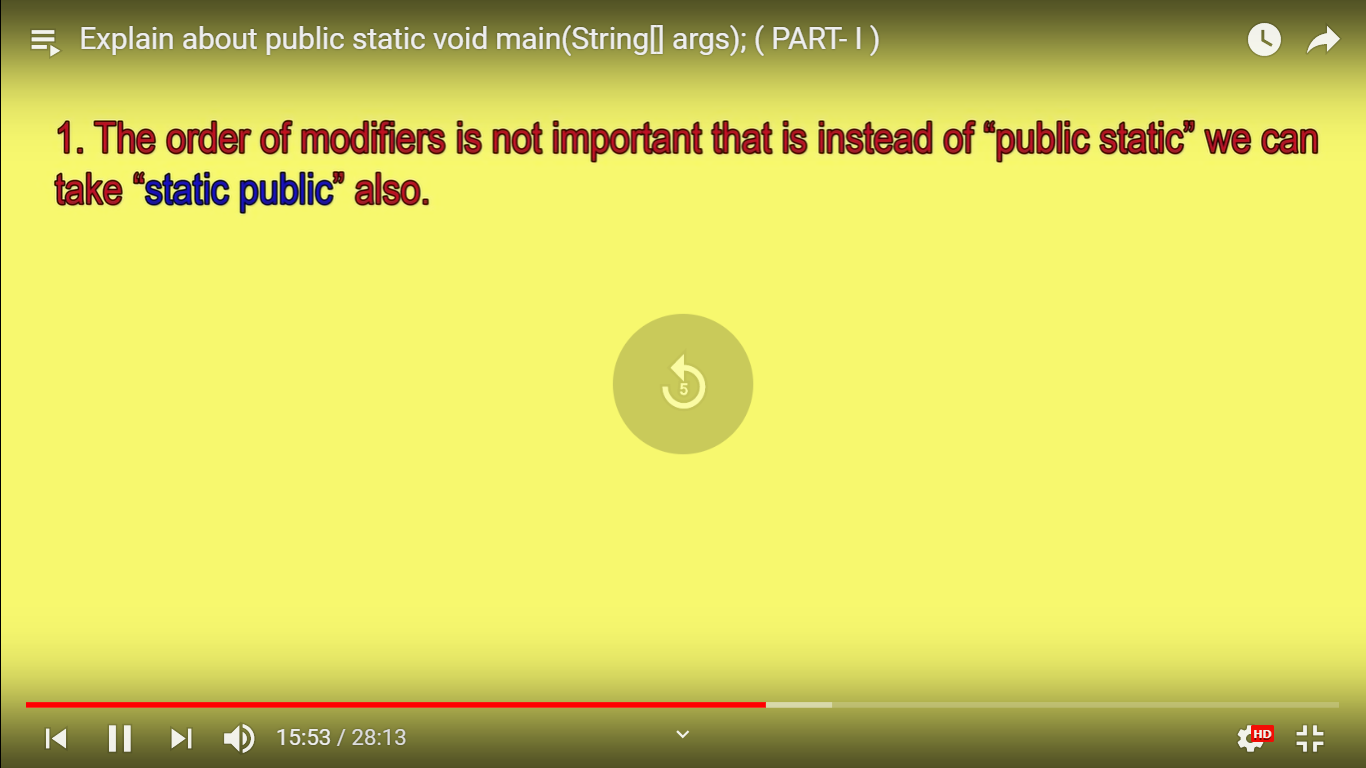 Explain about public static void main(String[] args); ( PART- I )
1. The order of modifiers is not important that is instead of “public static” we can
take “static public” also.
5
15:53 / 28:13
HD